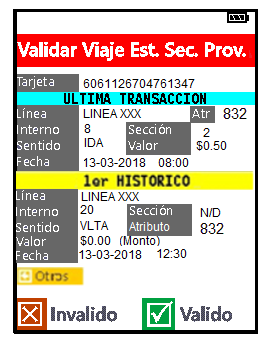 Validar Viaje Est. Sec. Prov.
Tarjeta 6061126704761347
ULTIMA TRANSACCION
Línea LINEA XXX Atr 832
Interno 8 Sección 2
Sentido IDA Valor $0.50
Fecha 13-03-2018 08:00
1er HISTORICO
Línea LINEA XXX
Interno 20 Sección N/D
Sentido VLTA Atributo 832
Valor $0.00 (Monto)
Fecha 13-03-2018 12:30
Otros
Invalido Valido